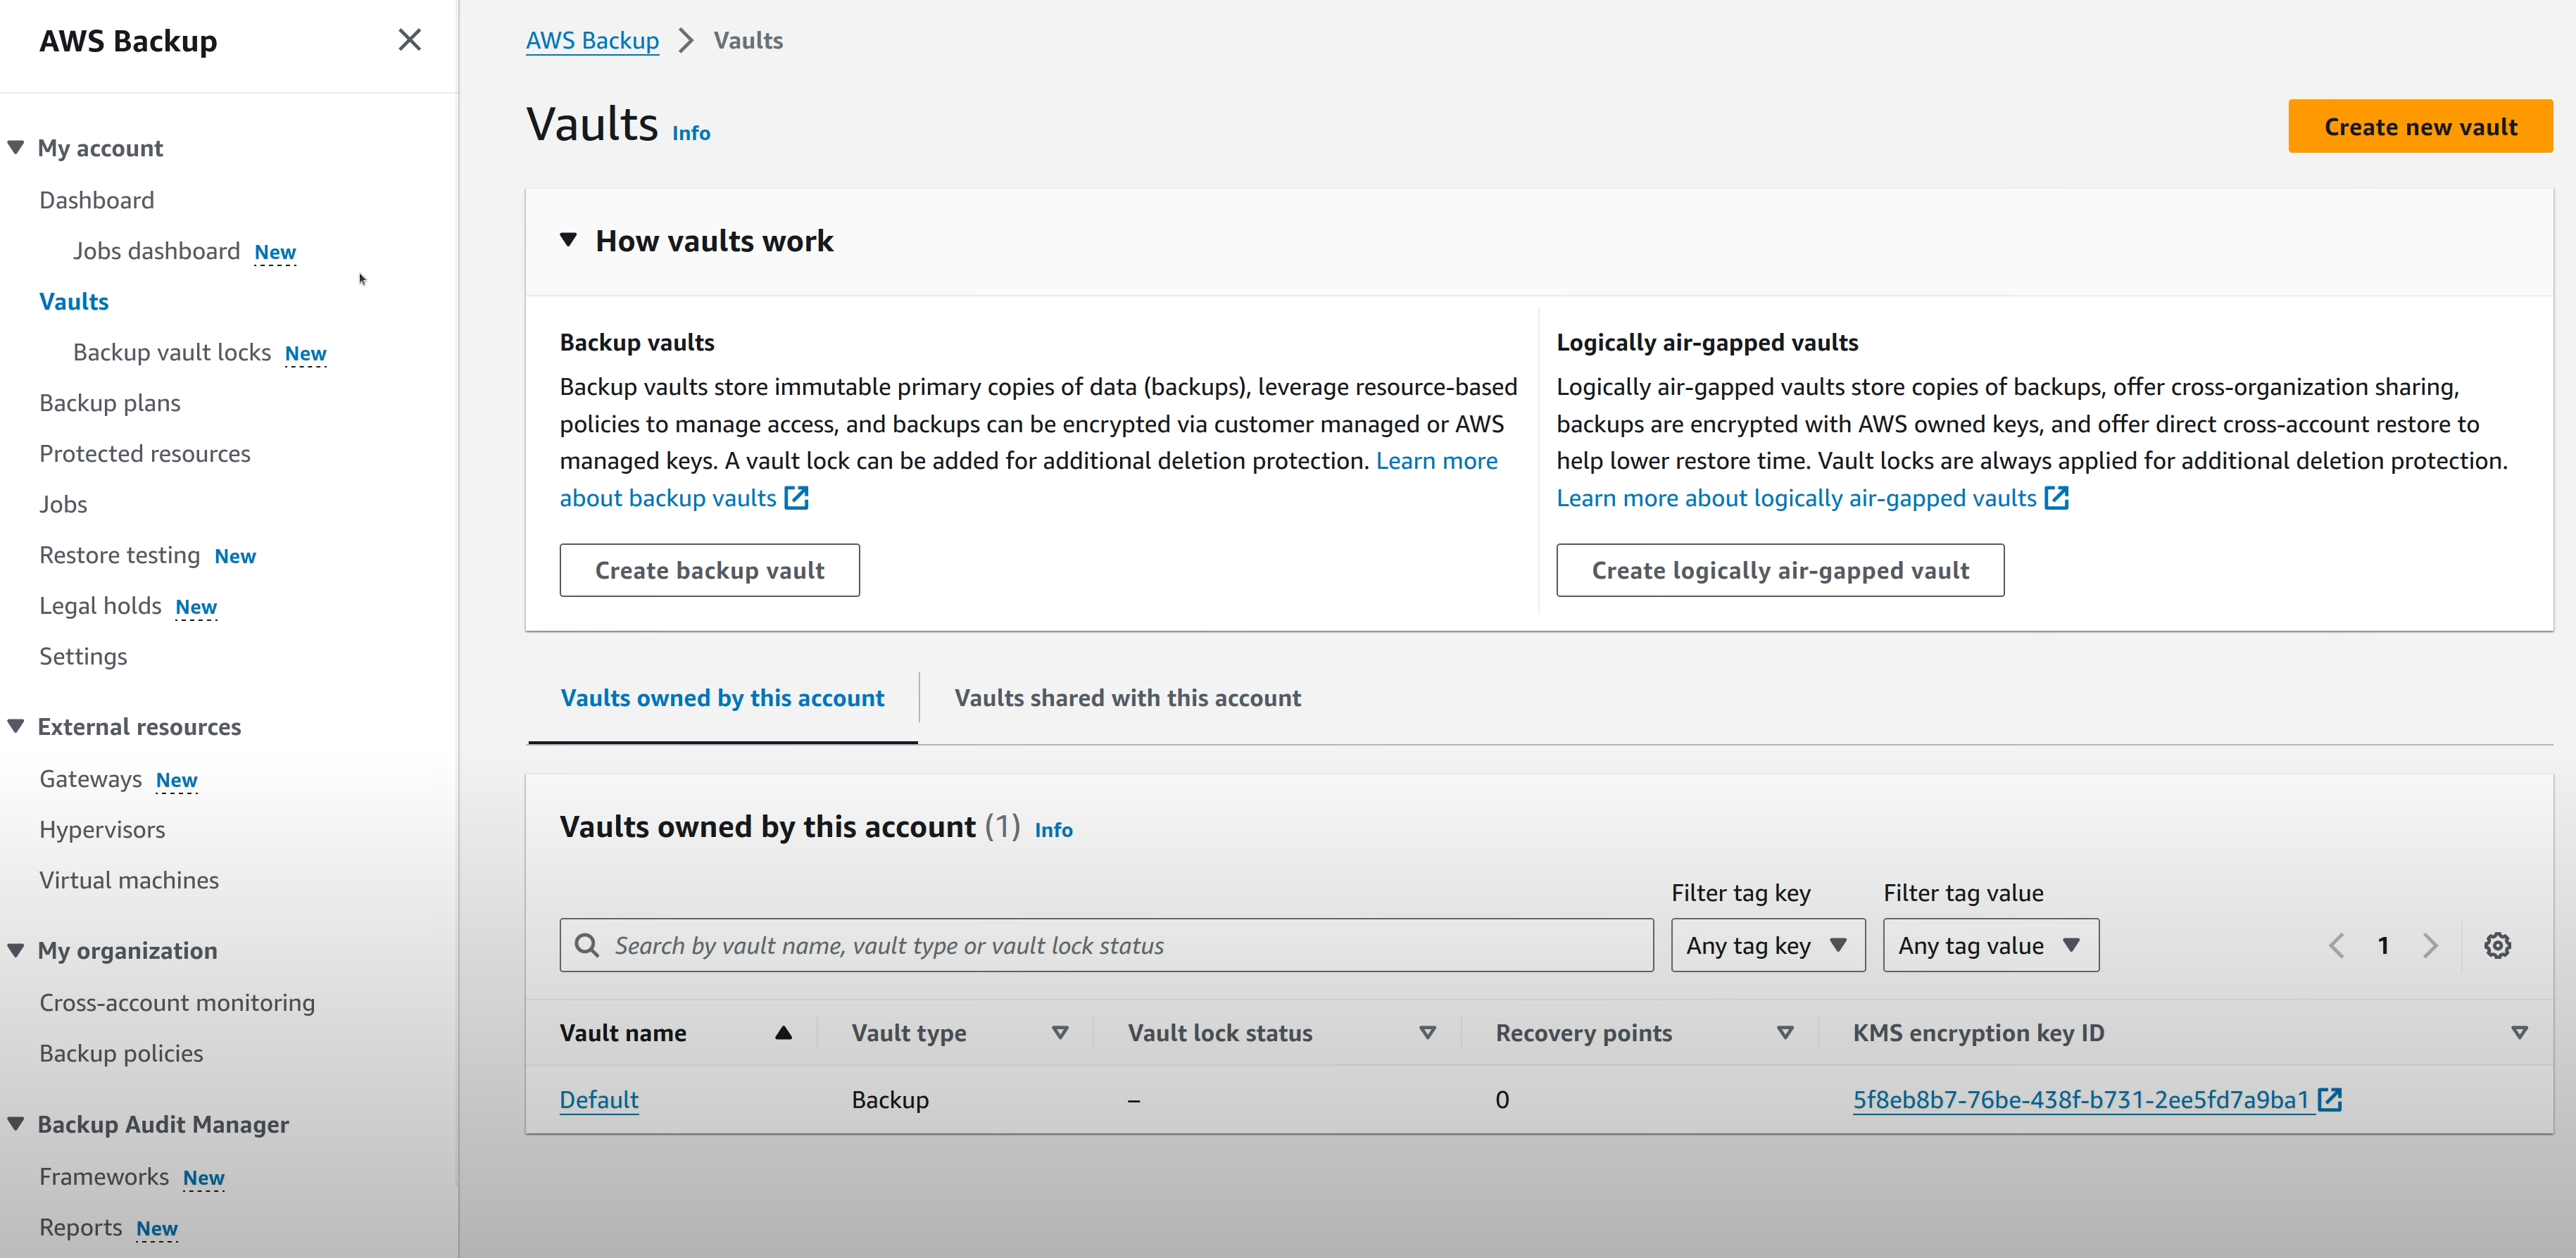 AWS Backup
My account
Dashboard
Jobs dashboard New
Vaults
Backup vault locks New
Backup plans
Protected resources
Jobs
Restore testing New
Legal holds New
Settings
External resources
Gateways New
Hypervisors
Virtual machines
My organization
Cross-account monitoring
Backup policies
Backup Audit Manager
Frameworks New
Reports New
AWS Backup > Vaults
Vaults Info
Create new vault
How vaults work
Backup vaults
Backup vaults store immutable primary copies of data (backups), leverage resource-based
policies to manage access, and backups can be encrypted via customer managed or AWS
managed keys. A vault lock can be added for additional deletion protection. Learn more
about backup vaults
Create backup vault
Logically air-gapped vaults
Logically air-gapped vaults store copies of backups, offer cross-organization sharing,
backups are encrypted with AWS owned keys, and offer direct cross-account restore to
help lower restore time. Vault locks are always applied for additional deletion protection.
Learn more about logically air-gapped vaults
Create logically air-gapped vault
Vaults owned by this account
Vaults shared with this account
Vaults owned by this account (1) Info
Filter tag key
Filter tag value
Search by vault name, vault type or vault lock status
Any tag key
Any tag value
1
Vault name Vault type Vault lock status Recovery points KMS encryption key ID
Default Backup – 0 5f8eb8b7-76be-438f-b731-2ee5fd7a9ba1